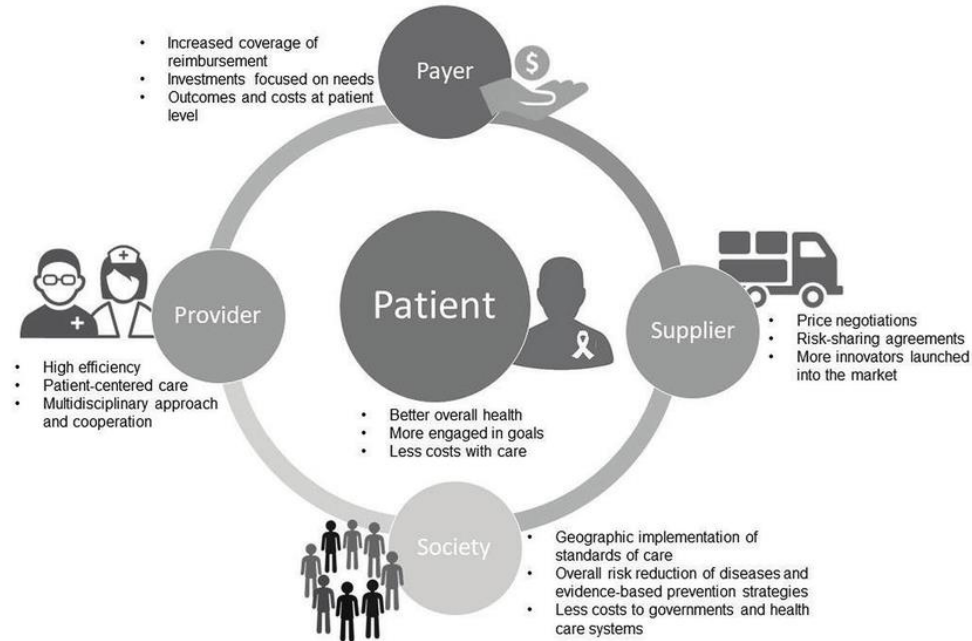 • Increased coverage of
reimbursement
• Investments focused on needs
• Outcomes and costs at patient
level
Payer
$
Provider
• High efficiency
• Patient-centered care
• Multidisciplinary approach
and cooperation
Patient
• Better overall health
• More engaged in goals
• Less costs with care
Supplier
• Price negotiations
• Risk-sharing agreements
• More innovators launched
into the market
Society
• Geographic implementation of
standards of care
• Overall risk reduction of diseases and
evidence-based prevention strategies
• Less costs to governments and health
care systems